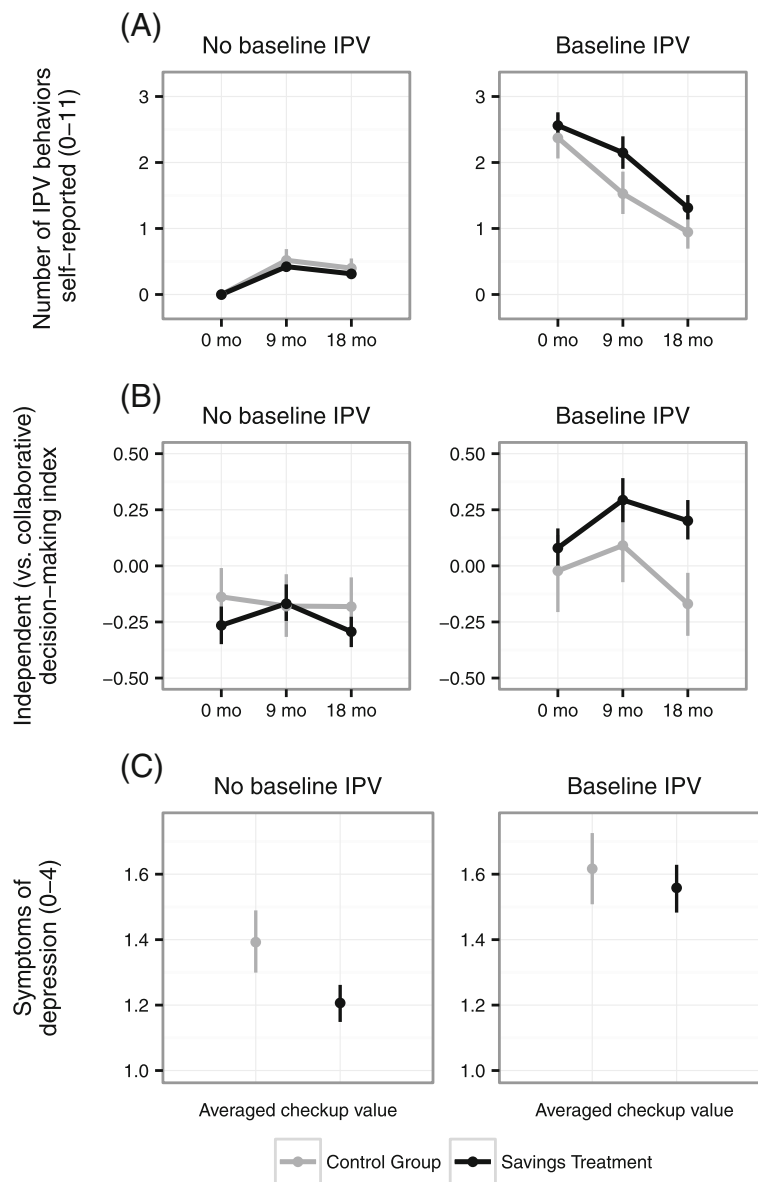 (A)
No baseline IPV
Baseline IPV
Number of IPV behaviors
self−reported (0−11)
3
2
1
0
3
2
1
0
0 mo 9 mo 18 mo
0 mo 9 mo 18 mo
(B)
No baseline IPV
Baseline IPV
Independent (vs. collaborative)
decision−making index
0.50
0.25
0.00
−0.25
−0.50
0.50
0.25
0.00
−0.25
−0.50
0 mo 9 mo 18 mo
0 mo 9 mo 18 mo
(C)
No baseline IPV
Baseline IPV
Symptoms of
depression (0−4)
1.6
1.4
1.2
1.0
1.6
1.4
1.2
1.0
Averaged checkup value
Averaged checkup value
Control Group
Savings Treatment